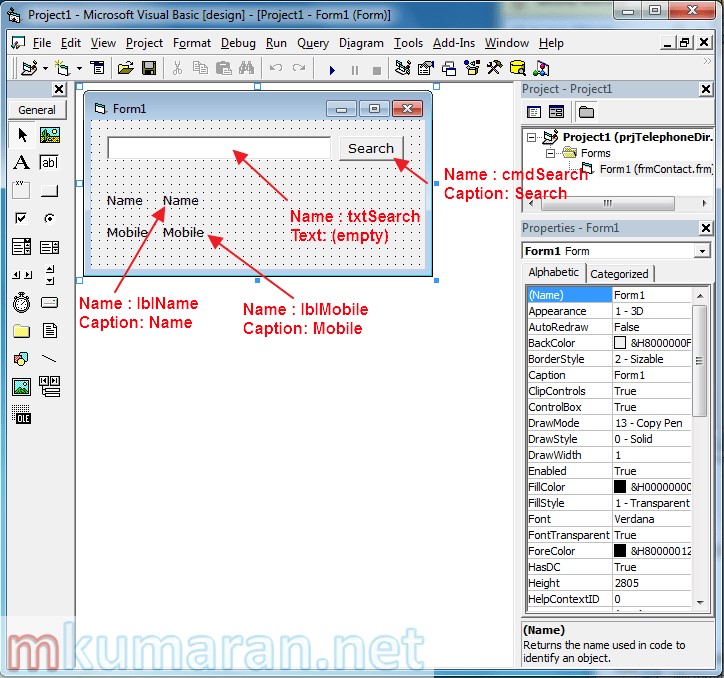 Project1 - Microsoft Visual Basic [design] - [Project1 - Form1 (Form)]
File Edit View Project Format Debug Run Query Diagram Tools Add-Ins Window Help
General
A
ab|
xy
OLE
Form1
Search
Name : cmdSearch
Caption: Search
Name Name
Name : txtSearch
Text: (empty)
Mobile Mobile
Name : lblName
Caption: Name
Name : lblMobile
Caption: Mobile
Project - Project1
Project1 (prjTelephoneDir.
Forms
Form1 (frmContact.frm)
Properties - Form1
Form1 Form
Alphabetic Categorized
(Name) Form1
Appearance 1 - 3D
AutoRedraw False
BackColor &H8000000F
BorderStyle 2 - Sizable
Caption Form1
ClipControls True
ControlBox True
DrawMode 13 - Copy Pen
DrawStyle 0 - Solid
DrawWidth 1
Enabled True
FillColor &H00000000
FillStyle 1 - Transparent
Font Verdana
FontTransparent True
ForeColor &H80000012
HasDC True
Height 2805
HelpContextID 0
(Name)
Returns the name used in code to
identify an object.
mkumaran.net